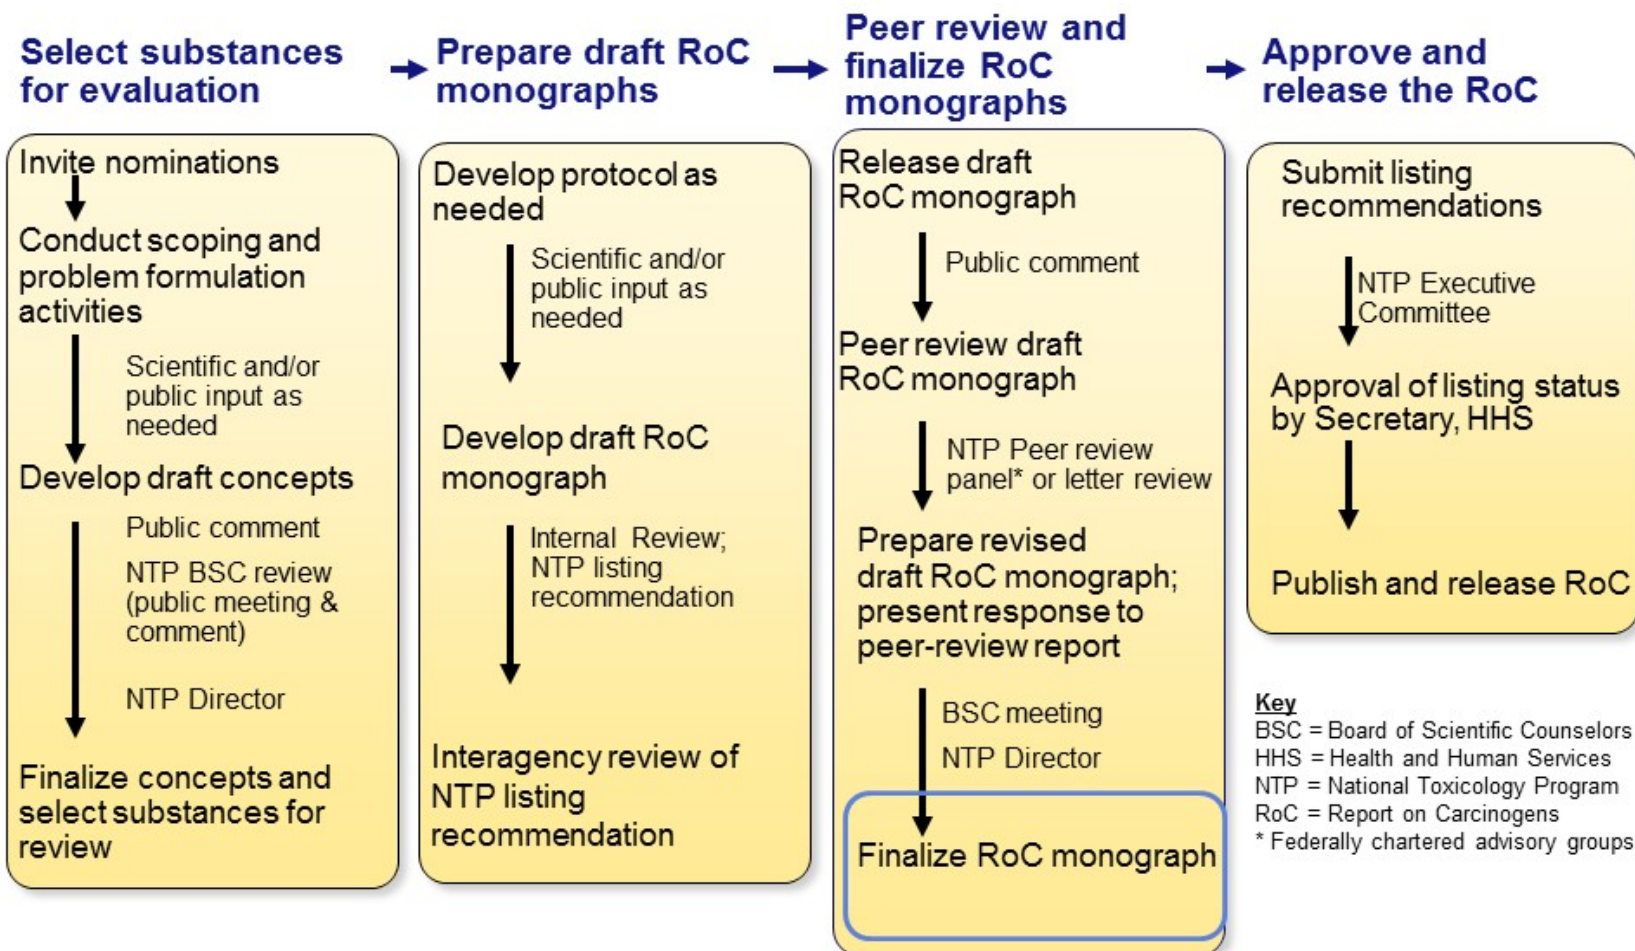 Select substances
for evaluation
Prepare draft RoC
monographs
Peer review and
finalize RoC
monographs
Approve and
release the RoC
Invite nominations
Conduct scoping and
problem formulation
activities
Scientific and/or
public input as
needed
Develop draft concepts
Public comment
NTP BSC review
(public meeting &
comment)
NTP Director
Finalize concepts and
select substances for
review
Develop protocol as
needed
Scientific and/or
public input as
needed
Develop draft RoC
monograph
Internal Review;
NTP listing
recommendation
Interagency review of
NTP listing
recommendation
Release draft
RoC monograph
Public comment
Peer review draft
RoC monograph
NTP Peer review
panel* or letter review
Prepare revised
draft RoC monograph;
present response to
peer-review report
BSC meeting
NTP Director
Finalize RoC monograph
Submit listing
recommendations
NTP Executive
Committee
Approval of listing status
by Secretary, HHS
Publish and release RoC
Key
BSC = Board of Scientific Counselors
HHS = Health and Human Services
NTP = National Toxicology Program
RoC = Report on Carcinogens
* Federally chartered advisory groups